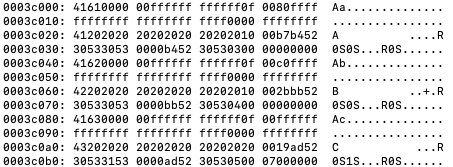 0003c000: 41610000 00ffffff ffffff0f 0080ffff  Aa..............
0003c010: ffffffff ffffffff ffff0000 ffffffff  ................
0003c020: 41202020 20202020 20202010 00b7b452  A          ....R
0003c030: 30533053 0000b452 30530300 00000000  0S0S...R0S......
0003c040: 41620000 00ffffff ffffff0f 00c0ffff  Ab..............
0003c050: ffffffff ffffffff ffff0000 ffffffff  ................
0003c060: 42202020 20202020 20202010 002bbb52  B          ..+.R
0003c070: 30533053 0000bb52 30530400 00000000  0S0S...R0S......
0003c080: 41630000 00ffffff ffffff0f 00ffffff  Ac..............
0003c090: ffffffff ffffffff ffff0000 ffffffff  ................
0003c0a0: 43202020 20202020 20202010 0019ad52  C          ...R
0003c0b0: 30533153 0000ad52 30530500 07000000  0S1S...R0S......